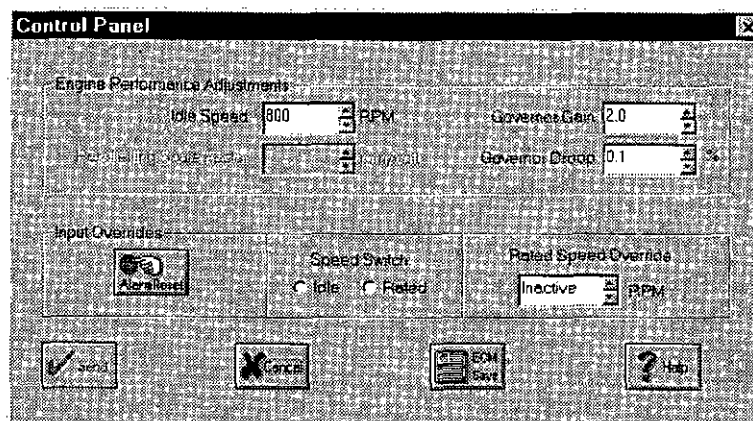 Control Panel
Engine Performance Adjustments
Idle Speed 800 RPM
Governor Gain 2.0
Governor Droop 0.1 %
Input Overrides
Alarm Reset
Speed Switch
Idle Rated
Rated Speed Override
Inactive RPM
Send
Cancel
ECM Save
Help